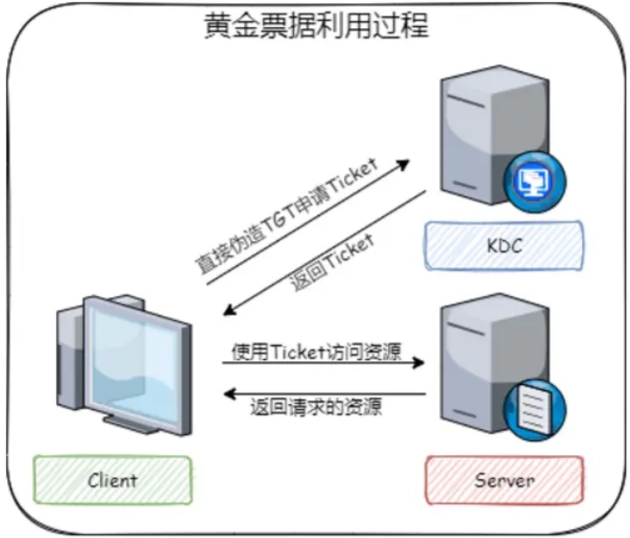 黄金票据利用过程
直接伪造TGT申请Ticket
返回Ticket
KDC
使用Ticket访问资源
返回请求的资源
Client
Server